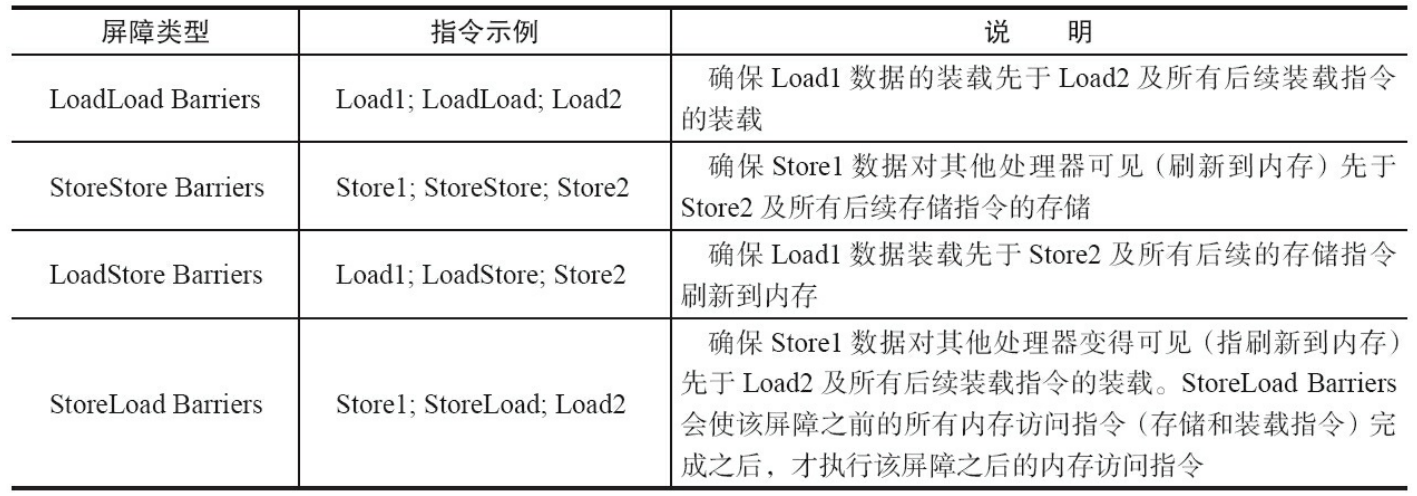 屏障类型 指令示例 说 明
LoadLoad Barriers Load1; LoadLoad; Load2 确保 Load1 数据的装载先于 Load2 及所有后续装载指令
的装载
StoreStore Barriers Store1; StoreStore; Store2 确保 Store1 数据对其他处理器可见（刷新到内存）先于
Store2 及所有后续存储指令的存储
LoadStore Barriers Load1; LoadStore; Store2 确保 Load1 数据装载先于 Store2 及所有后续的存储指令
刷新到内存
StoreLoad Barriers Store1; StoreLoad; Load2 确保 Store1 数据对其他处理器变得可见（指刷新到内存）
先于 Load2 及所有后续装载指令的装载。StoreLoad Barriers
会使该屏障之前的所有内存访问指令（存储和装载指令）完
成之后，才执行该屏障之后的内存访问指令